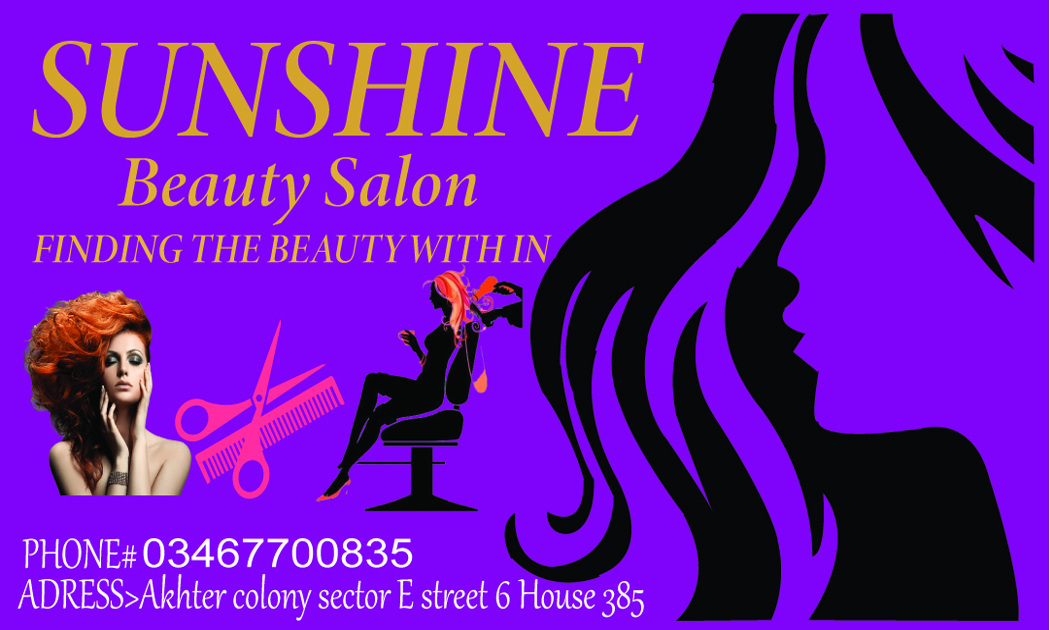 SUNSHINE
Beauty Salon
FINDING THE BEAUTY WITH IN
PHONE# 03467700835
ADRESS>Akhter colony sector E street 6 House 385